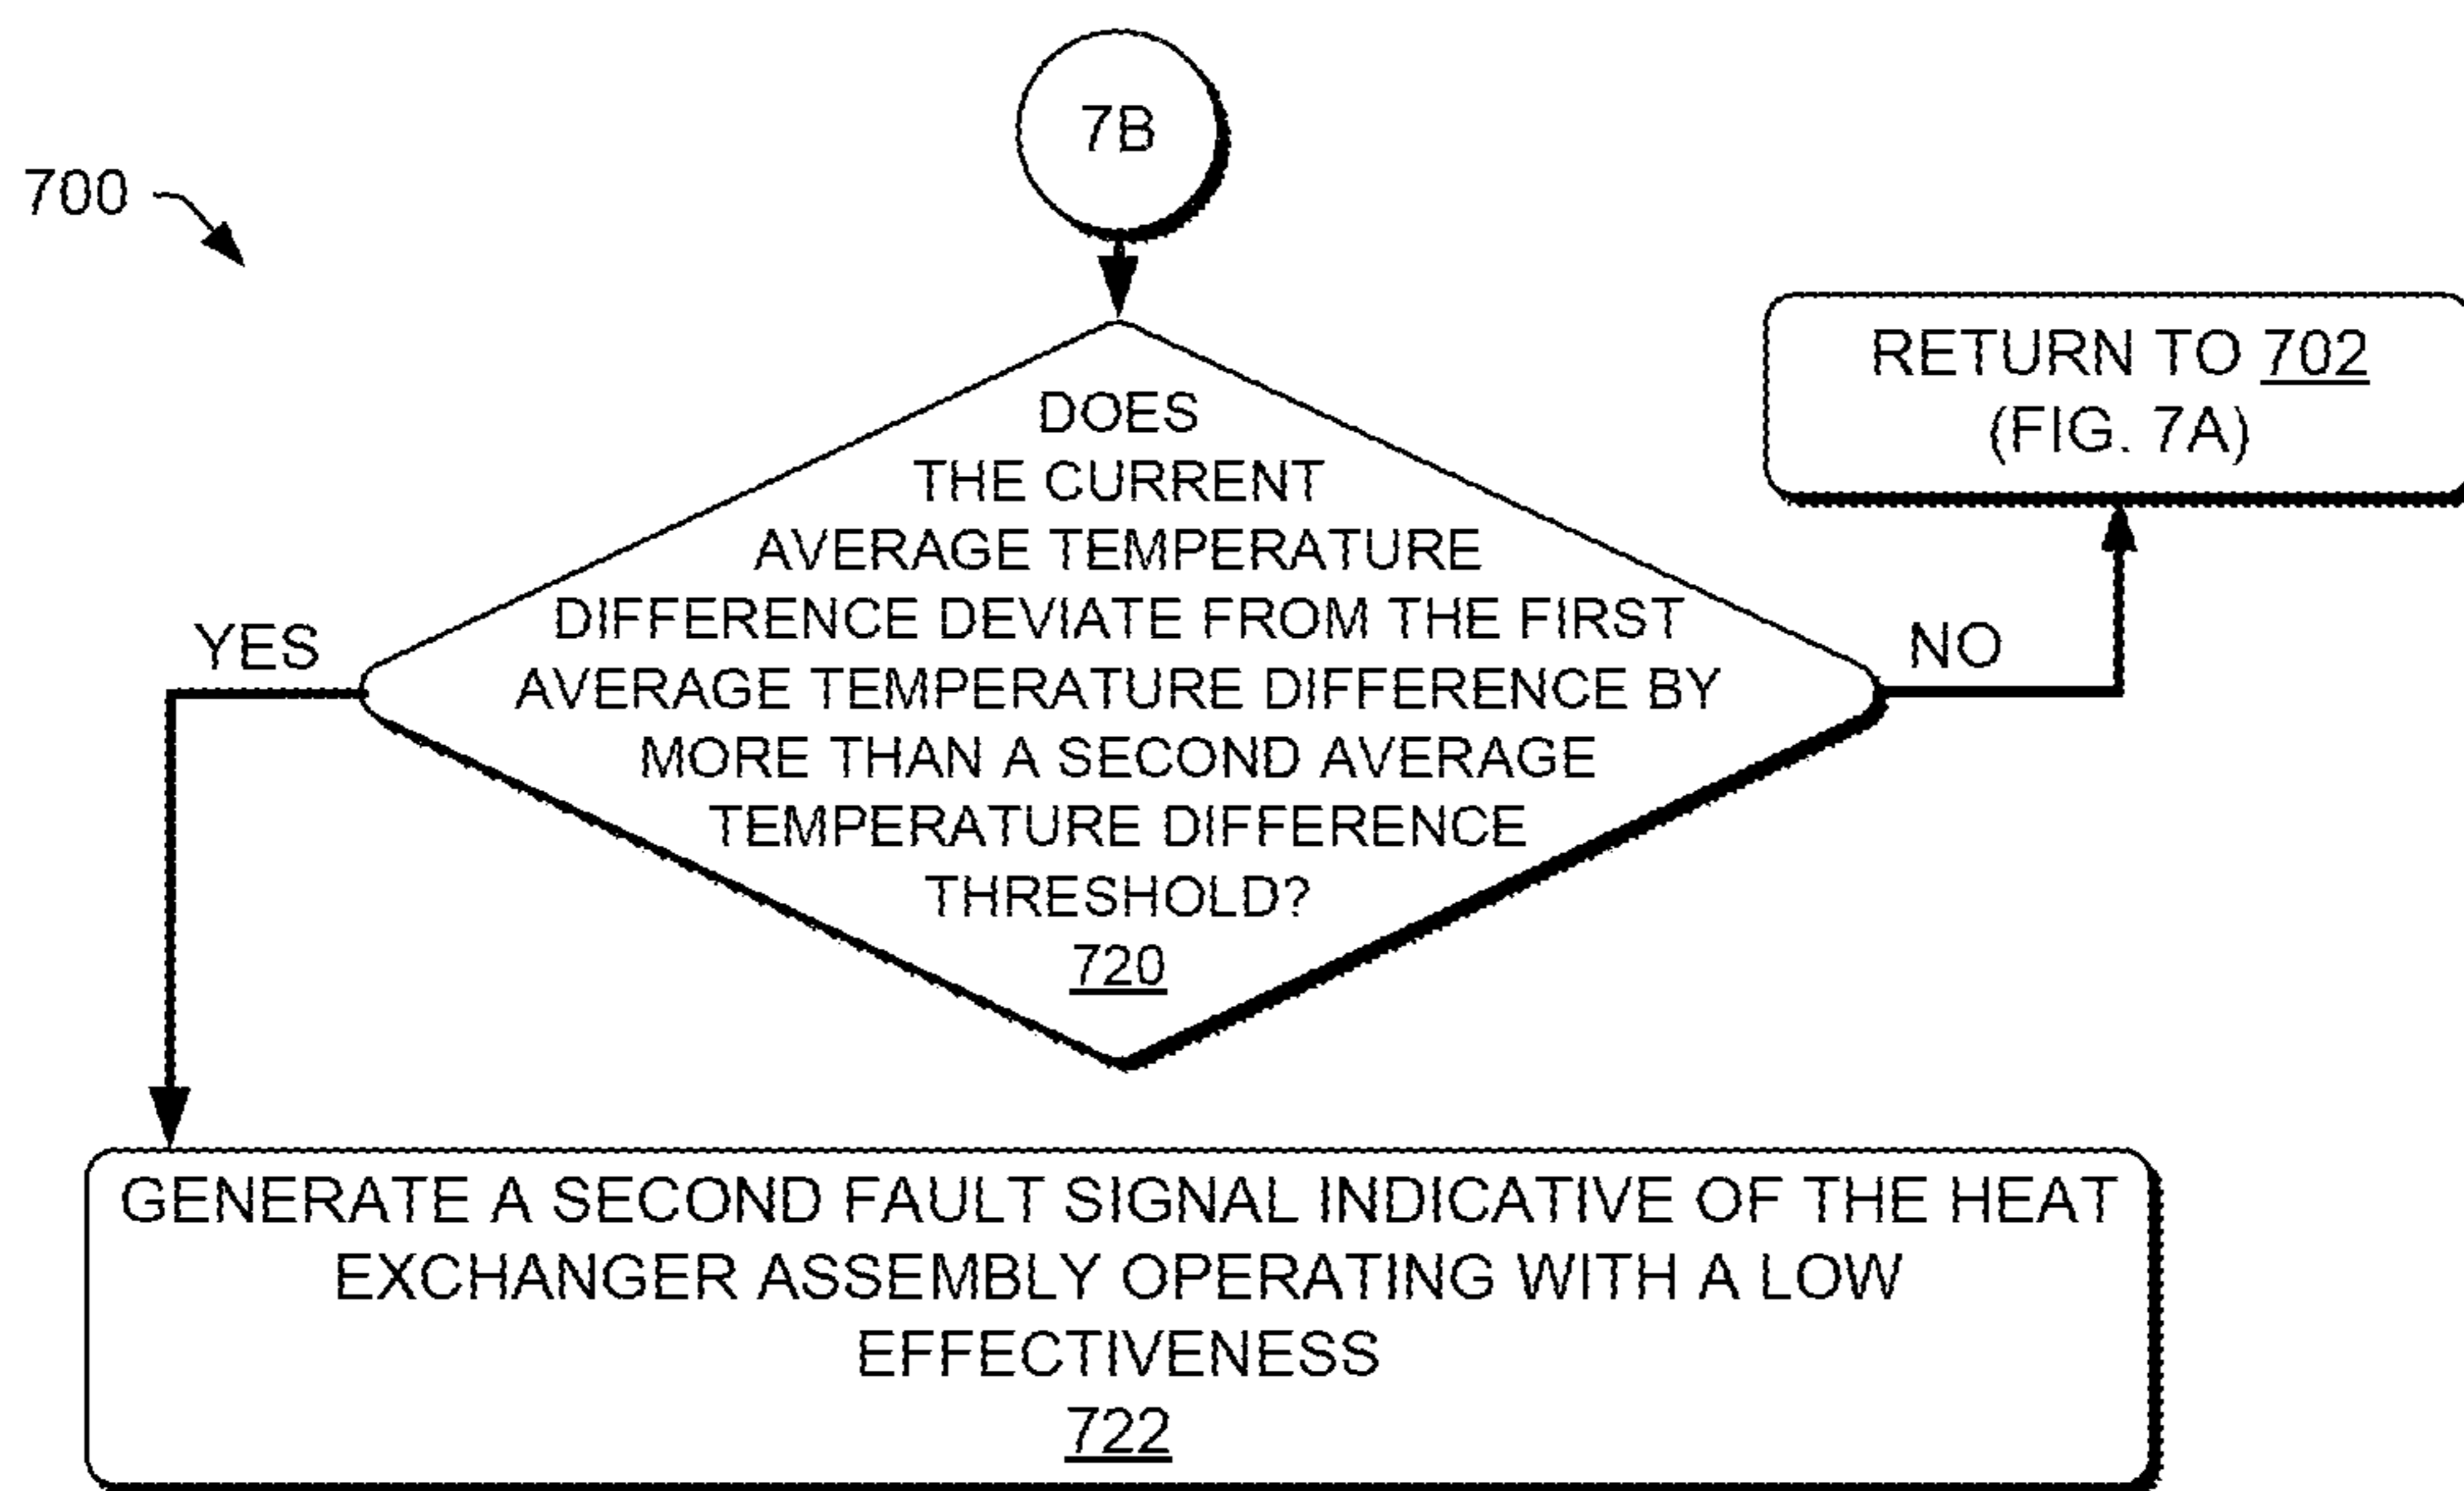 7B
700
RETURN TO 702
(FIG. 7A)
DOES
THE CURRENT
AVERAGE TEMPERATURE
DIFFERENCE DEVIATE FROM THE FIRST
AVERAGE TEMPERATURE DIFFERENCE BY
MORE THAN A SECOND AVERAGE
TEMPERATURE DIFFERENCE
THRESHOLD?
720
YES
NO
GENERATE A SECOND FAULT SIGNAL INDICATIVE OF THE HEAT
EXCHANGER ASSEMBLY OPERATING WITH A LOW
EFFECTIVENESS
722